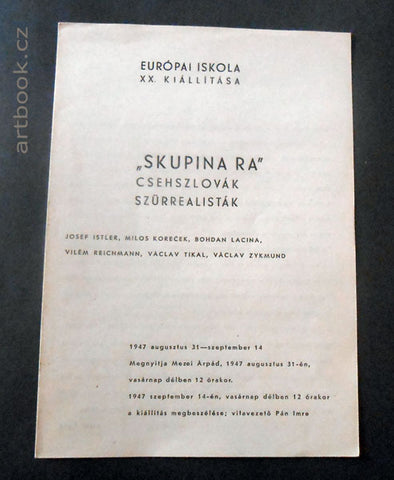 EURÓPAI ISKOLA
XX. KIÁLLÍTÁSA
„SKUPINA RA”
CSEHSZLOVÁK
SZÜRREALISTÁK
JOSEF ISTLER, MILOS KOREČEK, BOHDAN LACINA,
VILÉM REICHMANN, VÁCLAV TIKAL, VÁCLAV ZYKMUND
1947 augusztus 31—szeptember 14
Megnyitja Mezei Árpád, 1947 augusztus 31-én,
vasárnap délben 12 órakor.
1947 szeptember 14-én, vasárnap délben 12 órakor
a kiállítás megbeszélése; vitavezető Pán Imre
artbook.cz